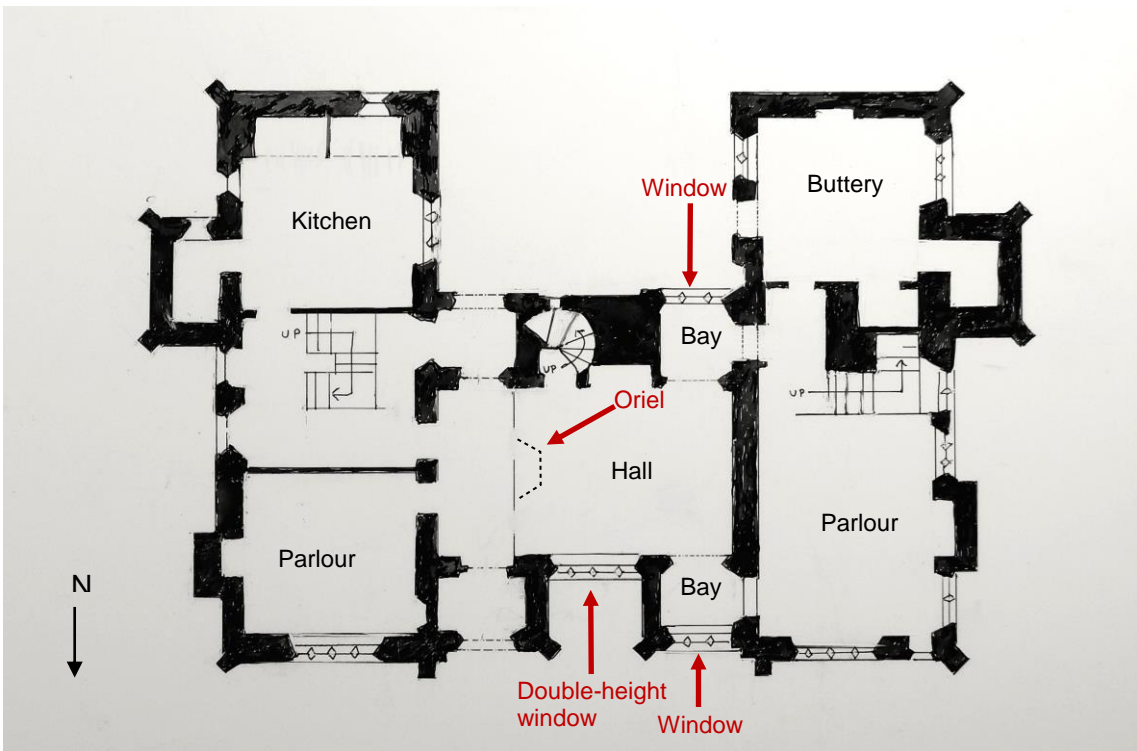 Window
Buttery
Kitchen
UP
Bay
UP
UP
Oriel
Hall
Parlour
Parlour
Bay
N
Double-height
window
Window